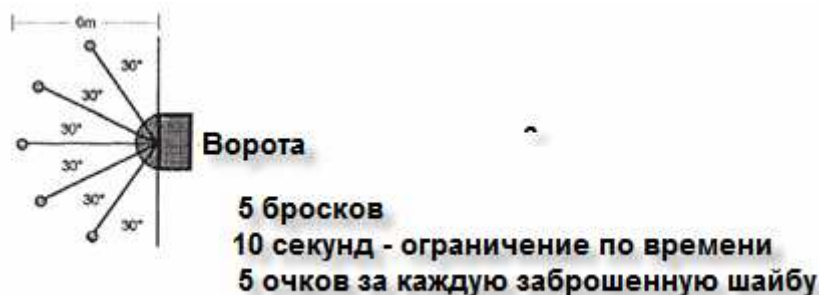 6m
30°
30°
30°
30°
30°
30°
Ворота
5 бросков
10 секунд - ограничение по времени
5 очков за каждую заброшенную шайбу